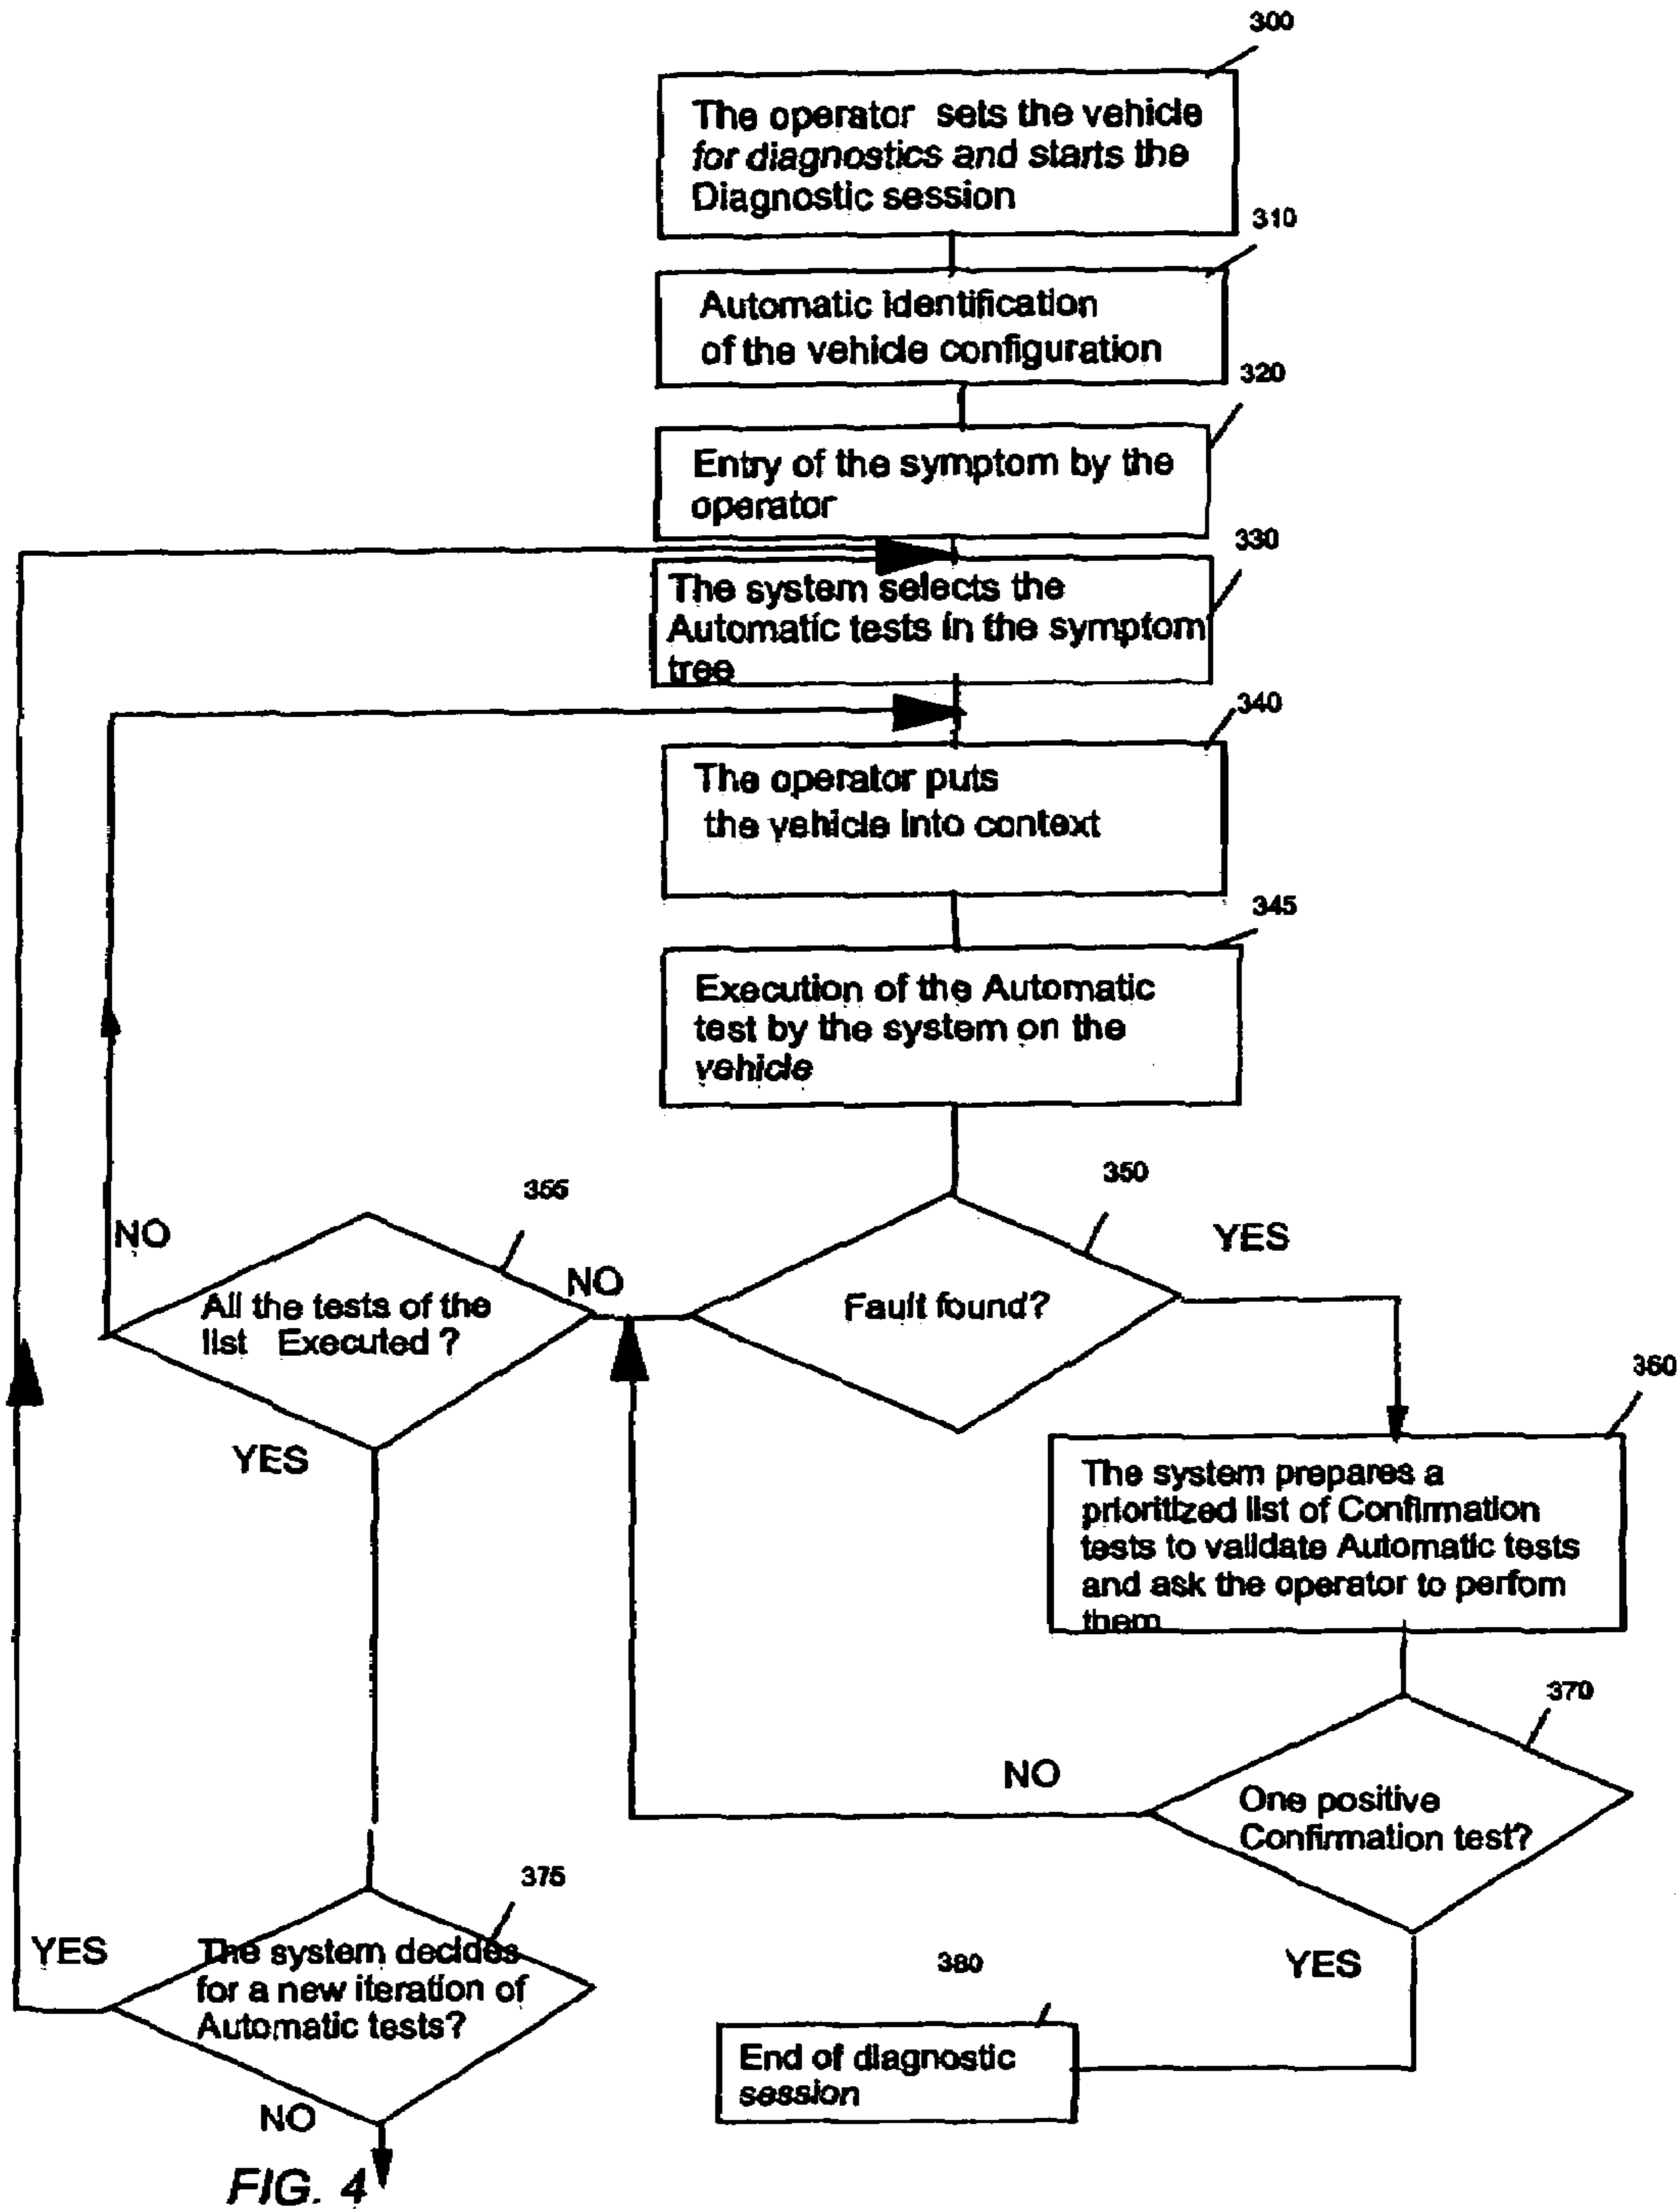 300
The operator sets the vehicle
for diagnostics and starts the
Diagnostic session
310
Automatic identification
of the vehicle configuration
320
Entry of the symptom by the
operator
330
The system selects the
Automatic tests in the symptom
tree
340
The operator puts
the vehicle into context
345
Execution of the Automatic
test by the system on the
vehicle
350
Fault found?
YES
NO
355
All the tests of the
list Executed ?
NO
YES
360
The system prepares a
prioritized list of Confirmation
tests to validate Automatic tests
and ask the operator to perfom
them
370
One positive
Confirmation test?
NO
YES
375
The system decides
for a new iteration of
Automatic tests?
YES
NO
380
End of diagnostic
session
FIG. 4